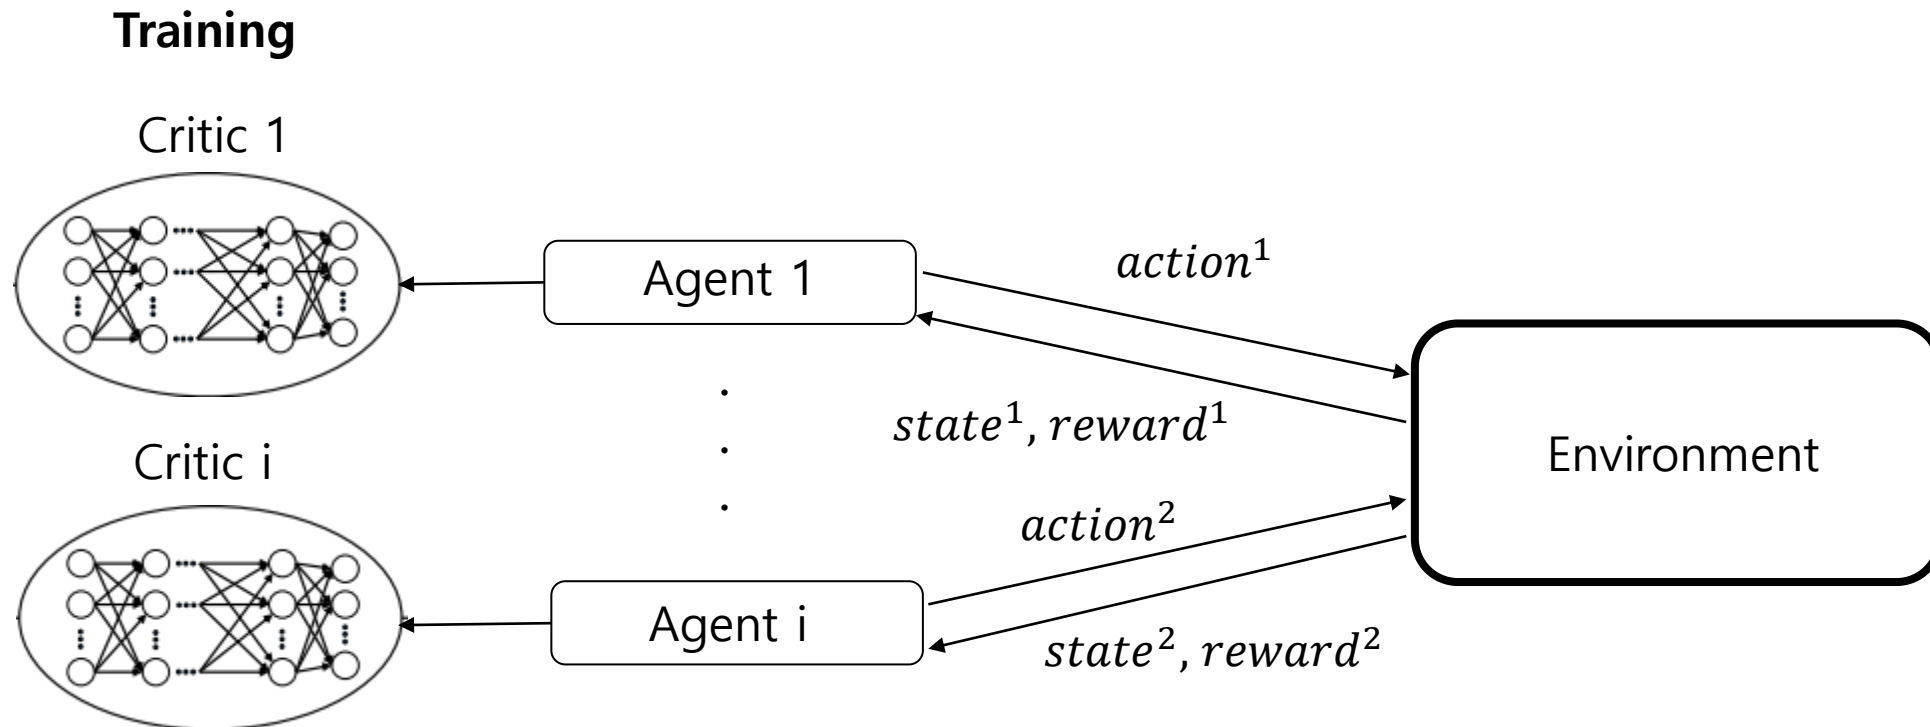 Training
Critic 1
Agent 1
action¹
state¹, reward¹
Environment
Critic i
action²
Agent i
state², reward²